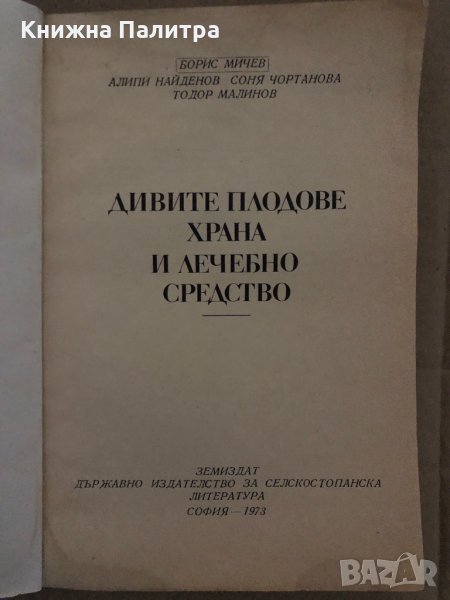 Книжна Палитра
БОРИС МИЧЕВ
АЛИПИ НАЙДЕНОВ СОНЯ ЧОРТАНОВА
ТОДОР МАЛИНОВ
ДИВИТЕ ПЛОДОВЕ
ХРАНА
И ЛЕЧЕБНО
СРЕДСТВО
ЗЕМИЗДАТ
ДЪРЖАВНО ИЗДАТЕЛСТВО ЗА СЕЛСКОСТОПАНСКА
ЛИТЕРАТУРА
СОФИЯ — 1973
BAZAR